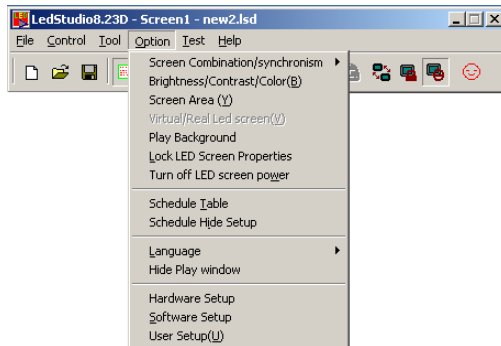 LedStudio8.23D - Screen1 - new2.lsd
File Control Tool Option Test Help
Screen Combination/synchronism
Brightness/Contrast/Color(B)
Screen Area (Y)
Virtual/Real Led screen(V)
Play Background
Lock LED Screen Properties
Turn off LED screen power
Schedule Table
Schedule Hide Setup
Language
Hide Play window
Hardware Setup
Software Setup
User Setup(U)